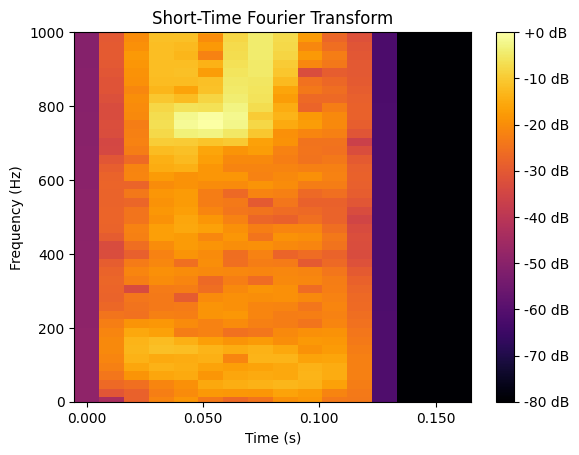 Short-Time Fourier Transform
1000
800
600
400
200
0
Frequency (Hz)
0.000
0.050
0.100
0.150
Time (s)
+0 dB
-10 dB
-20 dB
-30 dB
-40 dB
-50 dB
-60 dB
-70 dB
-80 dB